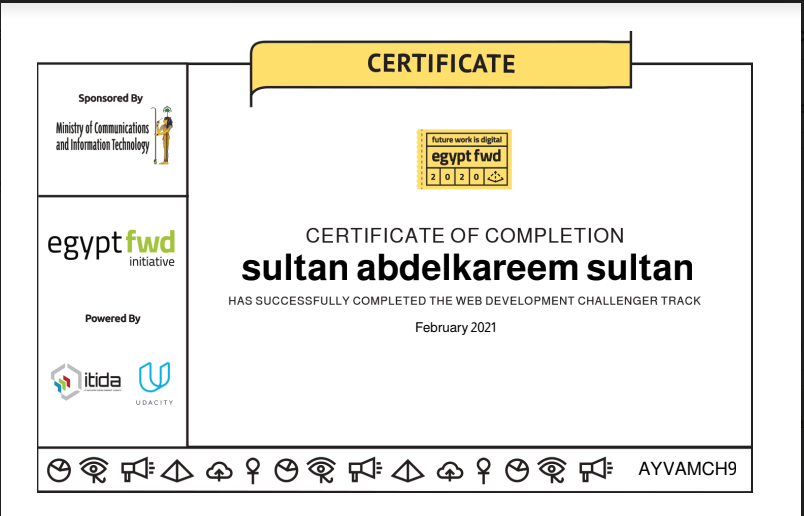 CERTIFICATE
Sponsored By
Ministry of Communications
and Information Technology
egyptfwd
initiative
Powered By
itida
UDACITY
future work is digital
egypt fwd
2 0 2 0
CERTIFICATE OF COMPLETION
sultan abdelkareem sultan
HAS SUCCESSFULLY COMPLETED THE WEB DEVELOPMENT CHALLENGER TRACK
February 2021
AYVAMCH9